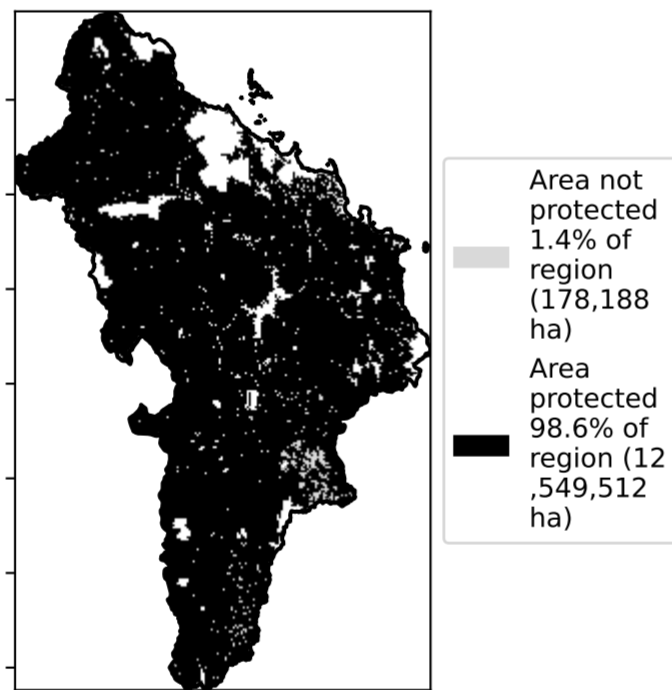 Area not
protected
1.4% of
region
(178,188
ha)
Area
protected
98.6% of
region (12
,549,512
ha)